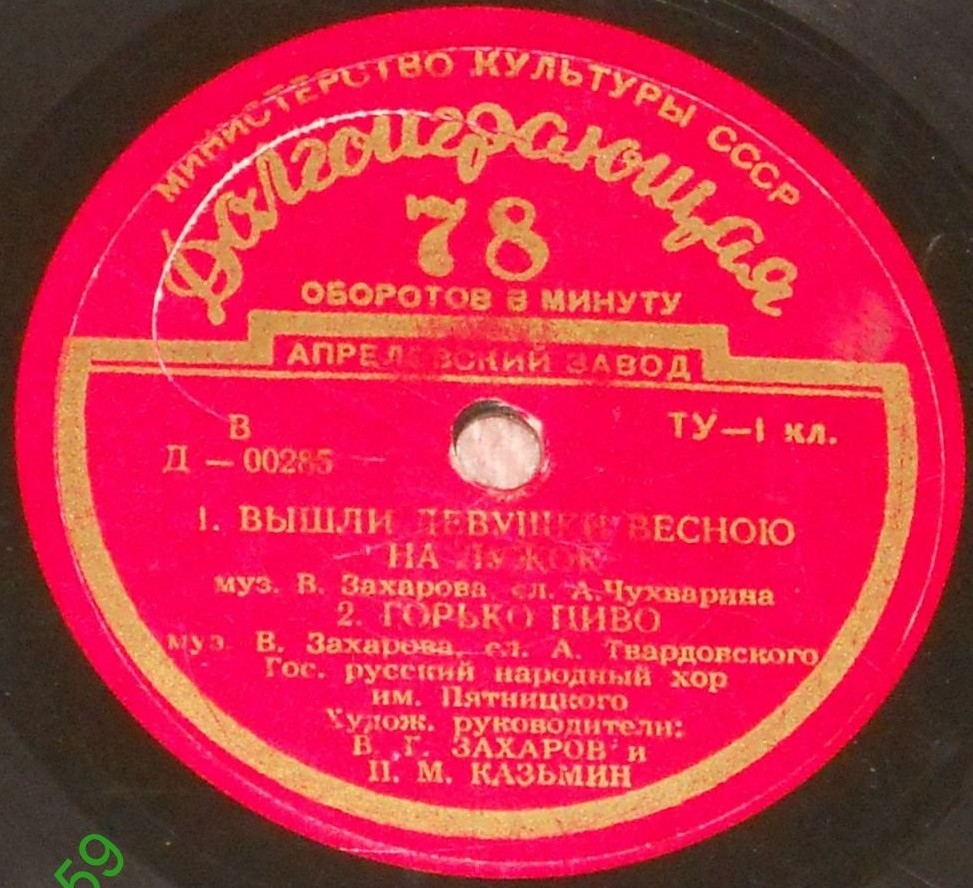 МИНИСТЕРСТВО КУЛЬТУРЫ СССР
Долгоиграющая
78
ОБОРОТОВ В МИНУТУ
АПРЕЛЕВСКИЙ ЗАВОД
В
Д — 00285
ТУ—I кл.
1. ВЫШЛИ ДЕВУШКИ ВЕСНОЮ
НА ЛУЖОК
муз. В. Захарова, сл. А. Чухварина
2. ГОРЬКО ПИВО
муз. В. Захарова, сл. А. Твардовского
Гос. русский народный хор
им. Пятницкого
Худож. руководители:
В. Г. ЗАХАРОВ и
П. М. КАЗЬМИН
59